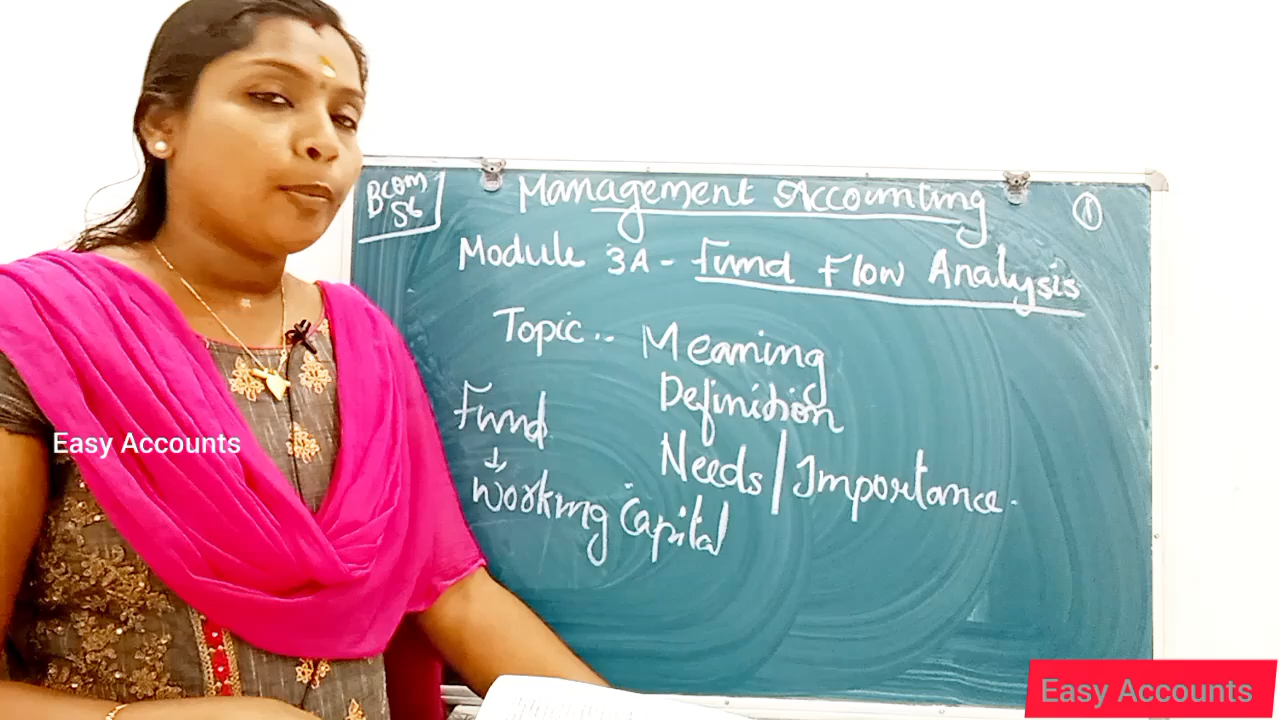 BCOM
S6
Management Accounting
1
Module 3A - Fund Flow Analysis
Topic.. Meaning
Definition
Needs/Importance.
Fund
↓
Working Capital
Easy Accounts
Easy Accounts